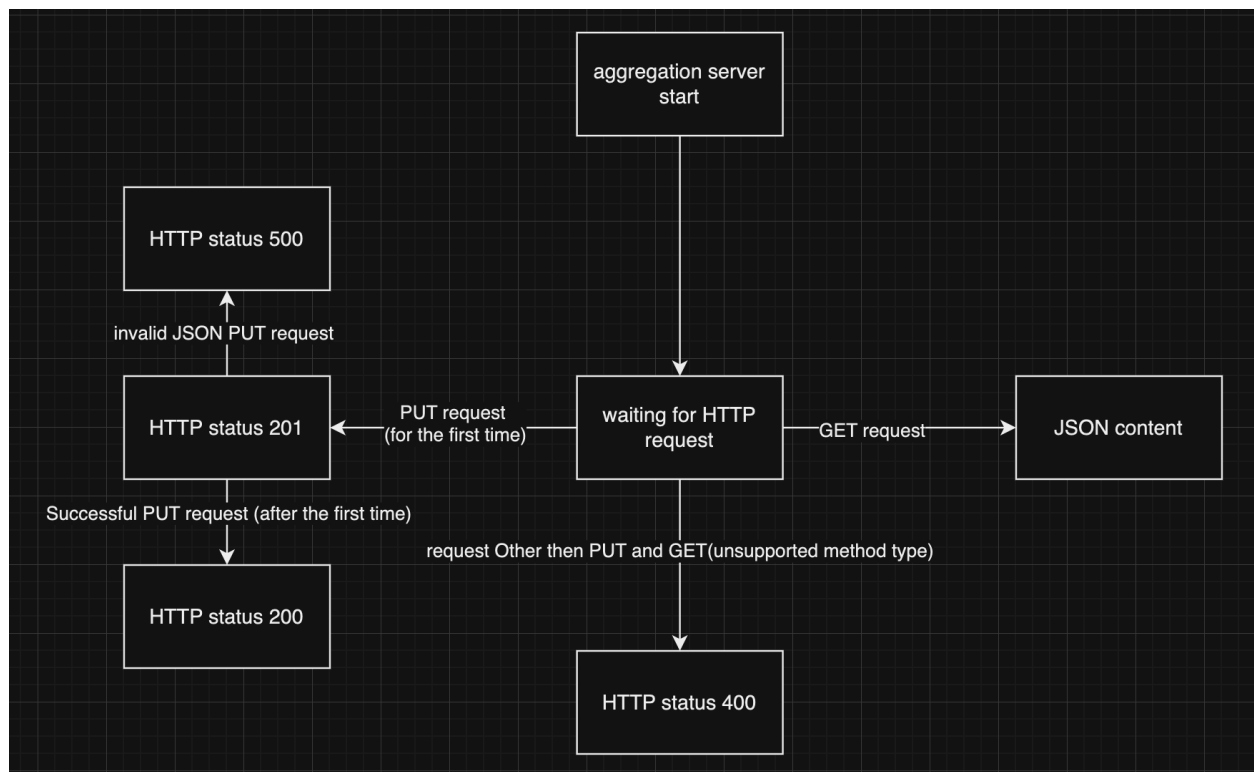 aggregation server
start
HTTP status 500
invalid JSON PUT request
HTTP status 201
PUT request
(for the first time)
waiting for HTTP
request
GET request
JSON content
Successful PUT request (after the first time)
request Other then PUT and GET(unsupported method type)
HTTP status 200
HTTP status 400